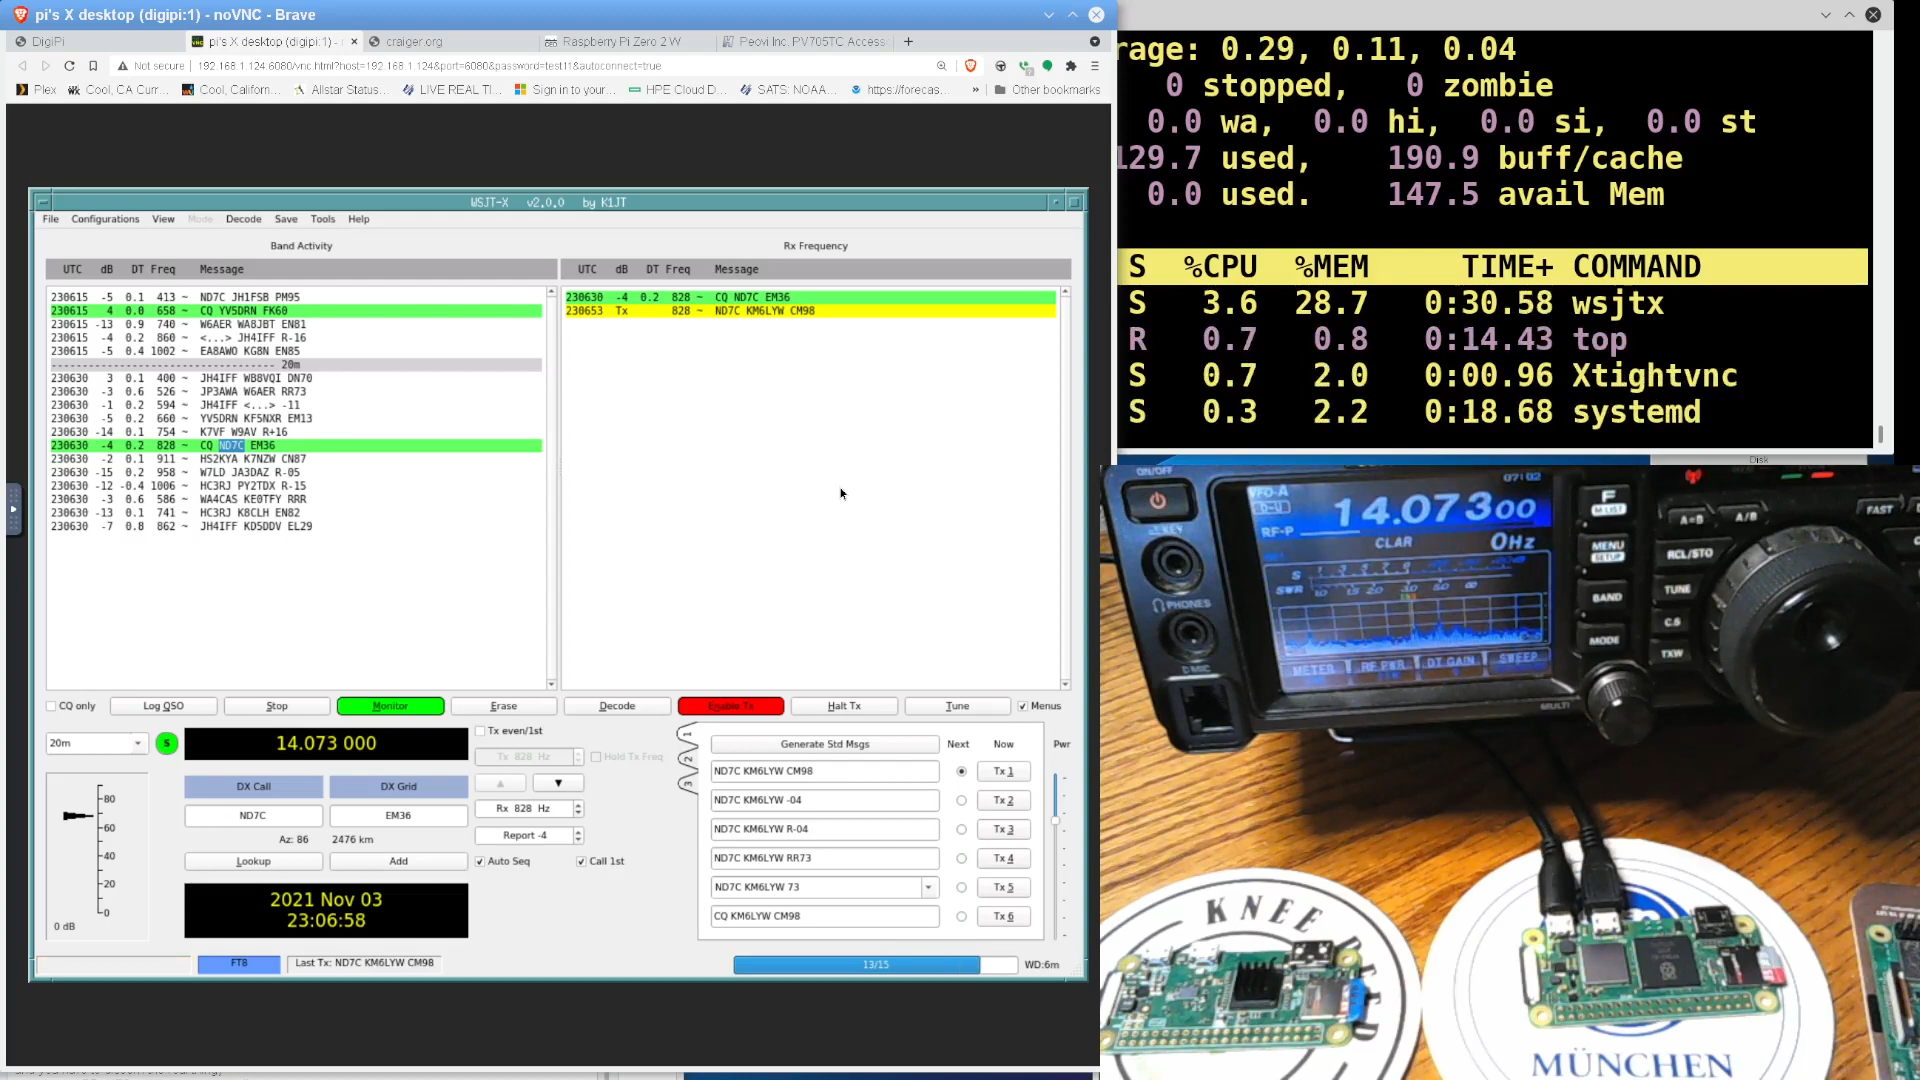 pi's X desktop (digipi:1) - noVNC - Brave
DigiPi
pi's X desktop (digipi:1) -
craiger.org
Raspberry Pi Zero 2 W
Peovi Inc. PV705TC Access
Not secure 192.168.1.124:6080/vnc.html?host=192.168.1.124&port=6080&password=test11&autoconnect=true
Plex
Cool, CA Curr...
Cool, Californ...
Allstar Status...
LIVE REAL TI...
Sign in to your...
HPE Cloud D...
SATS: NOAA...
https://forecas...
Other bookmarks
WSJT-X v2.0.0 by K1JT
File Configurations View Mode Decode Save Tools Help
Band Activity
UTC dB DT Freq Message
230615 -5 0.1 413 ~ ND7C JH1FSB PM95
230615 4 0.0 658 ~ CQ YV5DRN FK60
230615 -13 0.9 740 ~ W6AER WA8JBT EN81
230615 -4 0.2 860 ~ <...> JH4IFF R-16
230615 -5 0.4 1002 ~ EA8AWO KG8N EN85
20m
230630 3 0.1 400 ~ JH4IFF WB8VQI DN70
230630 -3 0.6 526 ~ JP3AWA W6AER RR73
230630 -1 0.2 594 ~ JH4IFF <...> -11
230630 -5 0.2 660 ~ YV5DRN KF5NXR EM13
230630 -14 0.1 754 ~ K7VF W9AV R+16
230630 -4 0.2 828 ~ CQ ND7C EM36
230630 -2 0.1 911 ~ HS2KYA K7NZW CN87
230630 -15 0.2 958 ~ W7LD JA3DAZ R-05
230630 -12 -0.4 1006 ~ HC3RJ PY2TDX R-15
230630 -3 0.6 586 ~ WA4CAS KE0TFY RRR
230630 -13 0.1 741 ~ HC3RJ K8CLH EN82
230630 -7 0.8 862 ~ JH4IFF KD5DDV EL29
Rx Frequency
UTC dB DT Freq Message
230630 -4 0.2 828 ~ CQ ND7C EM36
230653 Tx 828 ~ ND7C KM6LYW CM98
CQ only
Log QSO
Stop
Monitor
Erase
Decode
Enable Tx
Halt Tx
Tune
Menus
20m
S
14.073 000
Tx even/1st
Tx 828 Hz
Hold Tx Freq
DX Call
DX Grid
ND7C
EM36
Az: 86 2476 km
Lookup
Add
Rx 828 Hz
Report -4
Auto Seq
Call 1st
80
60
40
20
0
0 dB
2021 Nov 03
23:06:58
1
2
3
Generate Std Msgs
Next
Now
Pwr
ND7C KM6LYW CM98
Tx 1
ND7C KM6LYW -04
Tx 2
ND7C KM6LYW R-04
Tx 3
ND7C KM6LYW RR73
Tx 4
ND7C KM6LYW 73
Tx 5
CQ KM6LYW CM98
Tx 6
FT8
Last Tx: ND7C KM6LYW CM98
13/15
WD:6m
rage: 0.29, 0.11, 0.04
0 stopped, 0 zombie
0.0 wa, 0.0 hi, 0.0 si, 0.0 st
129.7 used, 190.9 buff/cache
0.0 used. 147.5 avail Mem
S %CPU %MEM TIME+ COMMAND
S 3.6 28.7 0:30.58 wsjtx
R 0.7 0.8 0:14.43 top
S 0.7 2.0 0:00.96 Xtightvnc
S 0.3 2.2 0:18.68 systemd
Disk
ON/OFF
KEY
PHONES
MIC
VFO-A
07:02
14.07300
CLAR
0Hz
S
SWR
METER
RF PWR
DT GAIN
SWEEP
F
M-LIST
MENU
SETUP
BAND
MODE
A=B
A/B
RCL/STO
TUNE
C.S
TXW
FAST
MULTI
KNEE
MÜNCHEN